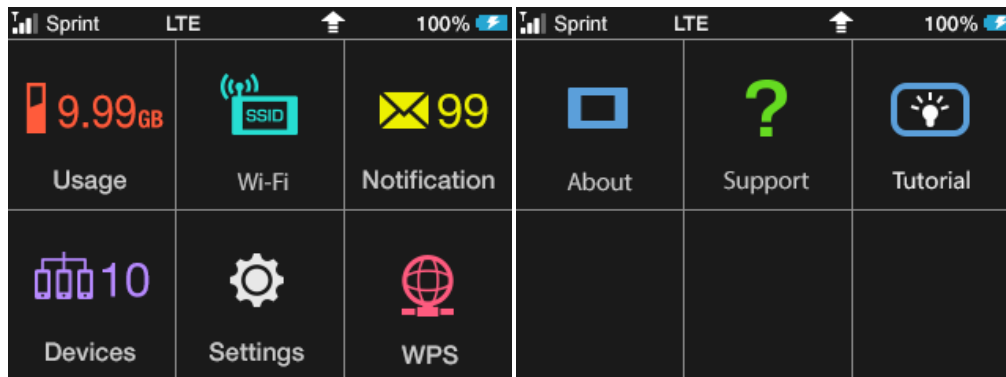 Sprint LTE 100%
9.99GB SSID 99
Usage Wi-Fi Notification
10
Devices Settings WPS
Sprint LTE 100%
?
About Support Tutorial